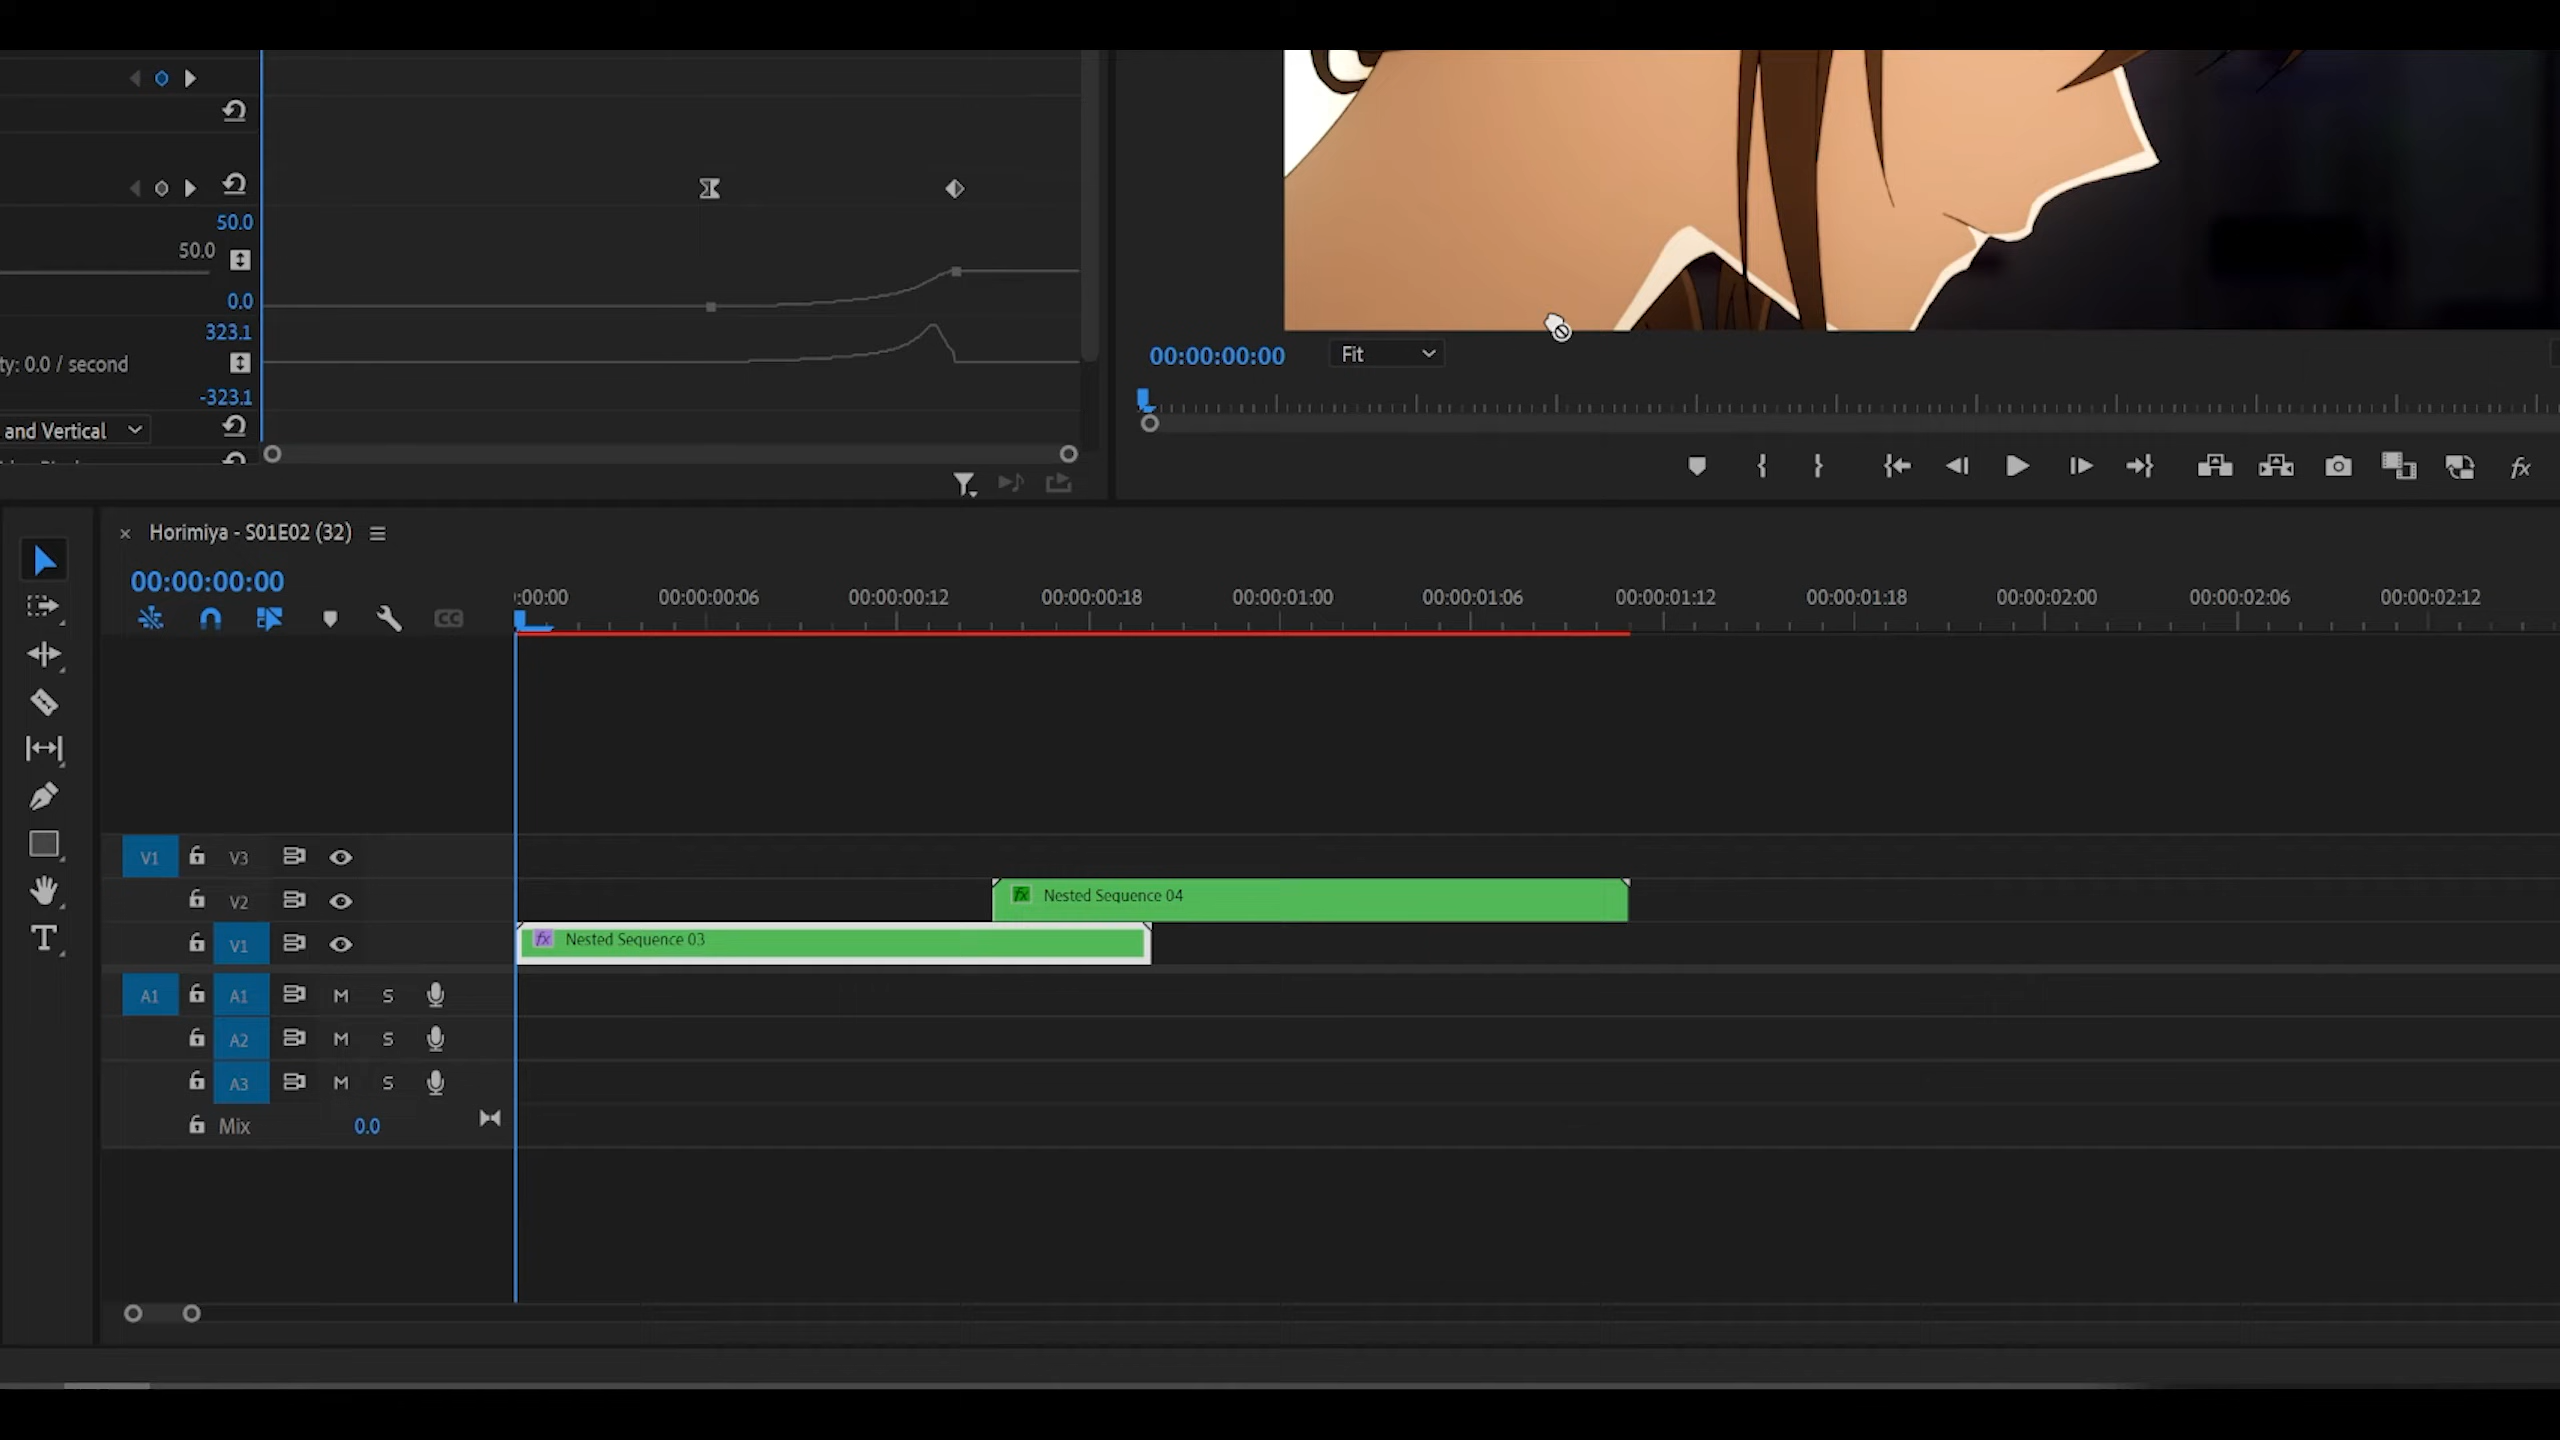 50.0
50.0
0.0
323.1
ty: 0.0 / second
-323.1
and Vertical
00:00:00:00
Fit
fx
Horimiya - S01E02 (32)
00:00:00:00
CC
:00:00
00:00:00:06
00:00:00:12
00:00:00:18
00:00:01:00
00:00:01:06
00:00:01:12
00:00:01:18
00:00:02:00
00:00:02:06
00:00:02:12
V1 V3
V2
fx Nested Sequence 04
V1
fx Nested Sequence 03
A1 A1 M S
A2 M S
A3 M S
Mix 0.0
T